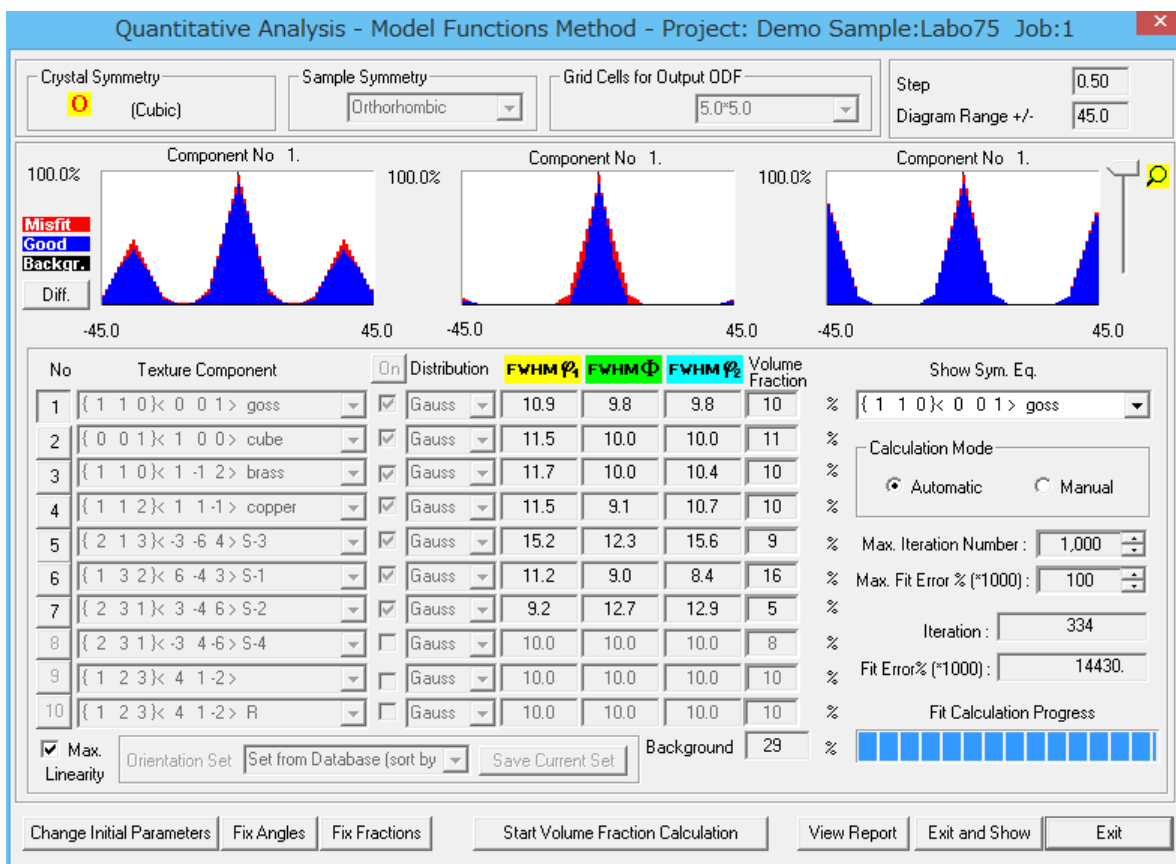 Quantitative Analysis - Model Functions Method - Project: Demo Sample:Labo75 Job:1
Crystal Symmetry
O (Cubic)
Sample Symmetry
Orthorhombic
Grid Cells for Output ODF
5.0*5.0
Step 0.50
Diagram Range +/- 45.0
Component No 1. Component No 1. Component No 1.
100.0% 100.0% 100.0%
Misfit
Good
Backgr.
Diff.
-45.0 45.0 -45.0 45.0 -45.0 45.0
No Texture Component On Distribution FWHM φ1 FWHM Φ FWHM φ2 Volume Fraction
1 { 1 1 0}< 0 0 1> goss Gauss 10.9 9.8 9.8 10 %
2 { 0 0 1}< 1 0 0> cube Gauss 11.5 10.0 10.0 11 %
3 { 1 1 0}< 1 -1 2> brass Gauss 11.7 10.0 10.4 10 %
4 { 1 1 2}< 1 1-1> copper Gauss 11.5 9.1 10.7 10 %
5 { 2 1 3}< -3 -6 4> S-3 Gauss 15.2 12.3 15.6 9 %
6 { 1 3 2}< 6 -4 3> S-1 Gauss 11.2 9.0 8.4 16 %
7 { 2 3 1}< 3 -4 6> S-2 Gauss 9.2 12.7 12.9 5 %
8 { 2 3 1}< -3 4-6> S-4 Gauss 10.0 10.0 10.0 8 %
9 { 1 2 3}< 4 1-2> Gauss 10.0 10.0 10.0 10 %
10 { 1 2 3}< 4 1-2> R Gauss 10.0 10.0 10.0 10 %
Background 29 %
Max. Linearity
Orientation Set Set from Database (sort by Save Current Set
Show Sym. Eq.
{ 1 1 0}< 0 0 1> goss
Calculation Mode
Automatic Manual
Max. Iteration Number : 1,000
Max. Fit Error % (*1000) : 100
Iteration : 334
Fit Error% (*1000) : 14430.
Fit Calculation Progress
Change Initial Parameters Fix Angles Fix Fractions Start Volume Fraction Calculation View Report Exit and Show Exit